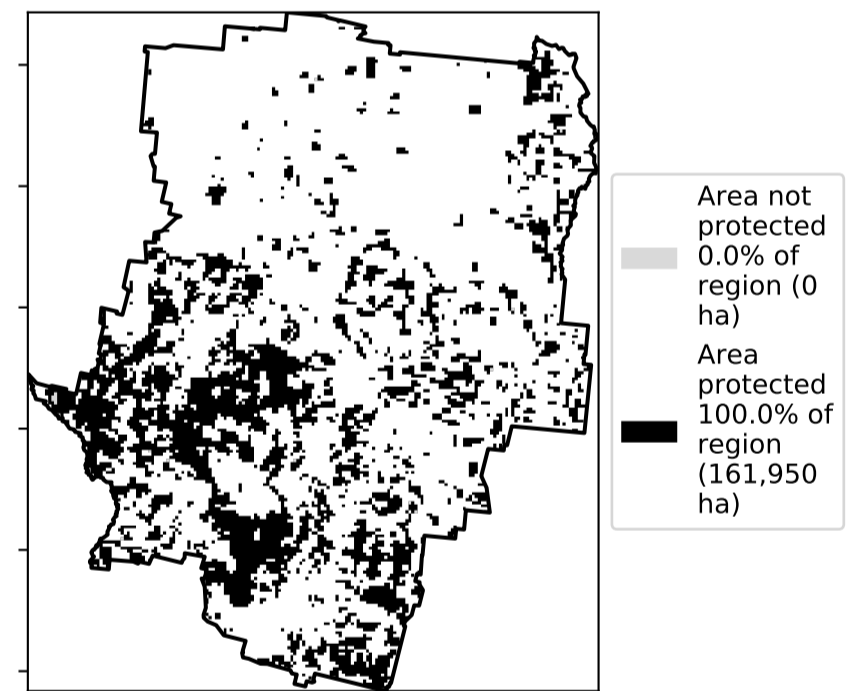 Area not
protected
0.0% of
region (0
ha)
Area
protected
100.0% of
region
(161,950
ha)